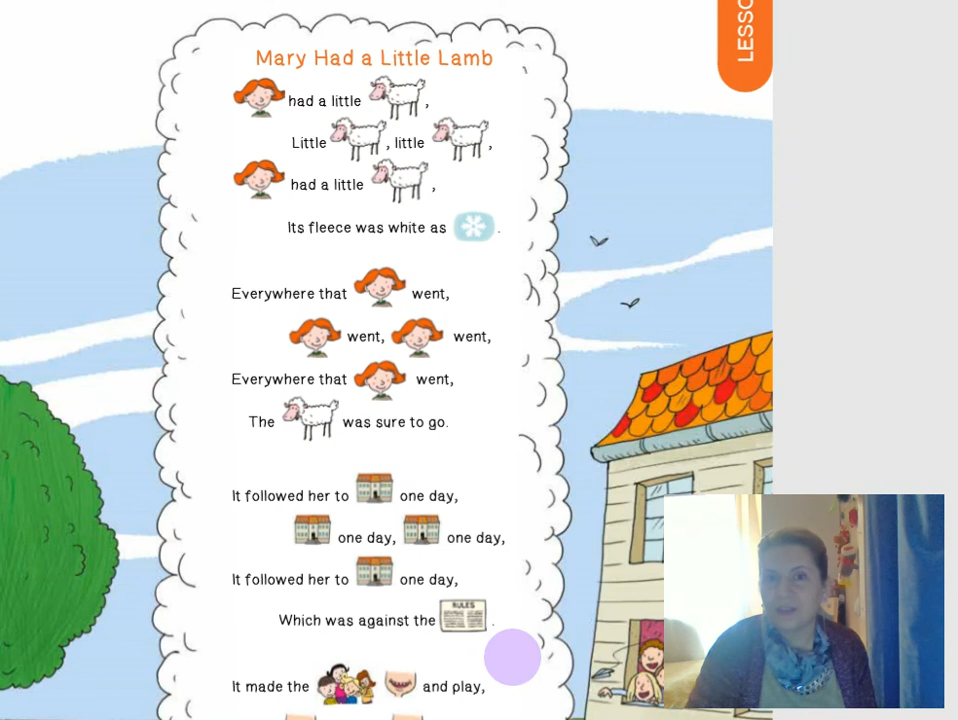 LESSO
Mary Had a Little Lamb
had a little ,
Little , little ,
had a little ,
Its fleece was white as .
Everywhere that went,
went, went,
Everywhere that went,
The was sure to go.
It followed her to one day,
one day, one day,
It followed her to one day,
Which was against the RULES .
It made the and play,